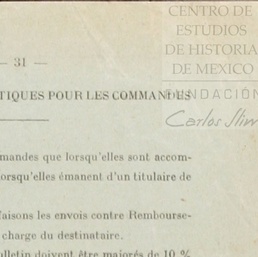 CENTRO DE
ESTUDIOS
DE HISTORIA
DE MEXICO
— 31 —
TIQUES POUR LES COMMANDES
FUNDACIÓN
Carlos Slim
mandes que lorsqu'elles sont accom-
lorsqu'elles émanent d'un titulaire de
faisons les envois contre Rembourse-
charge du destinataire.
ulletin doivent être majorés de 10 %